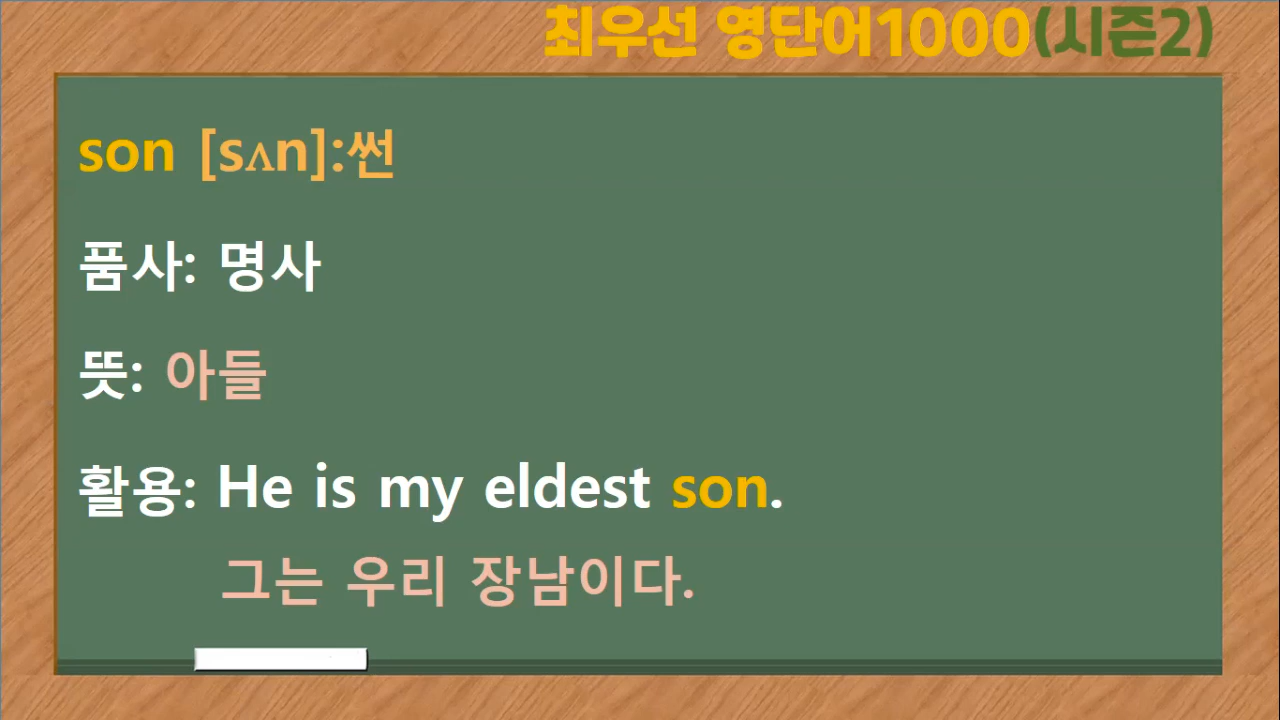 최우선 영단어1000(시즌2)
son [sʌn]:썬
품사: 명사
뜻: 아들
활용: He is my eldest son.
그는 우리 장남이다.